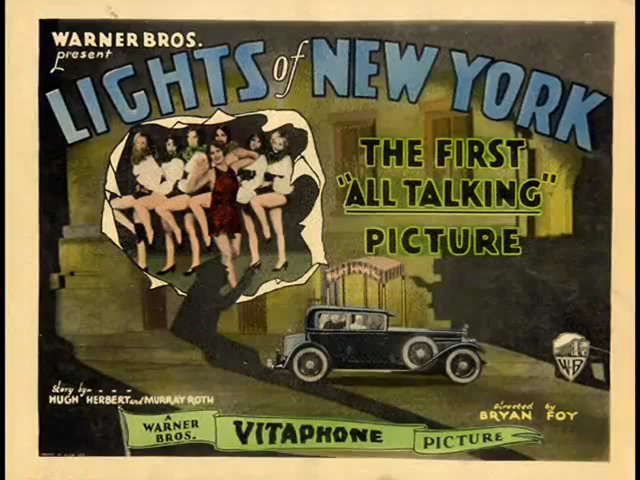 WARNER BROS.
present
LIGHTS of NEW YORK
THE FIRST
"ALL TALKING"
PICTURE
WB
Story by - - - -
HUGH HERBERT and MURRAY ROTH
Directed by
BRYAN FOY
A
WARNER
BROS.
VITAPHONE
PICTURE